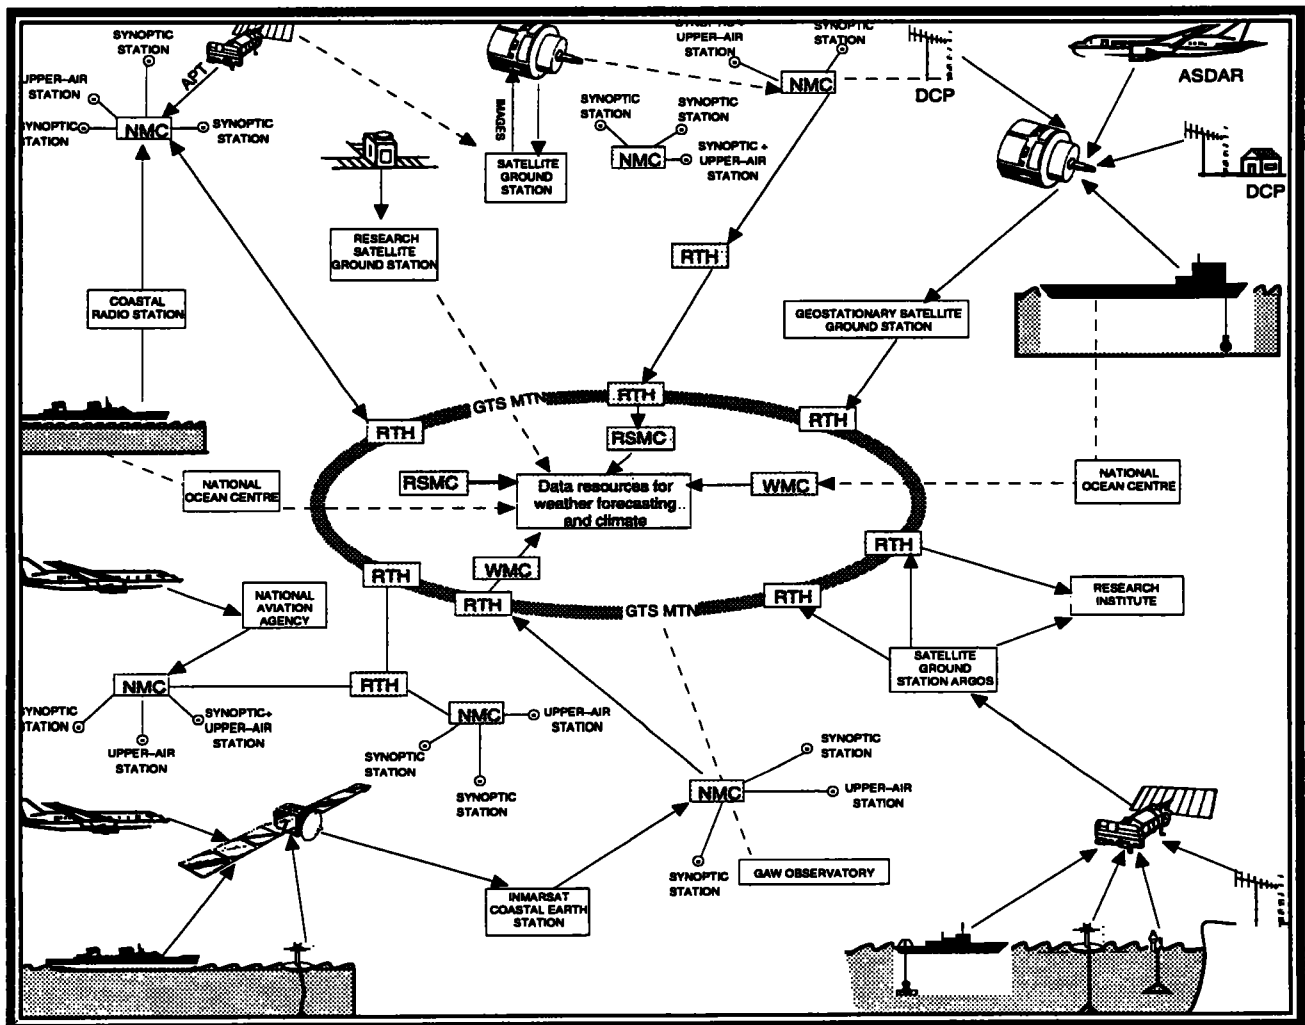 SYNOPTIC
STATION
UPPER-AIR
STATION
SYNOPTIC
STATION
NMC
SYNOPTIC
STATION
APT
IMAGES
SATELLITE
GROUND
STATION
SYNOPTIC +
UPPER-AIR
STATION
SYNOPTIC
STATION
NMC
DCP
ASDAR
DCP
SYNOPTIC
STATION
SYNOPTIC
STATION
NMC
SYNOPTIC +
UPPER-AIR
STATION
RESEARCH
SATELLITE
GROUND STATION
RTH
COASTAL
RADIO STATION
GEOSTATIONARY SATELLITE
GROUND STATION
GTS MTN
RTH
RTH
RTH
RSMC
RSMC
Data resources for
weather forecasting
and climate
WMC
NATIONAL
OCEAN CENTRE
NATIONAL
OCEAN CENTRE
RTH
RTH
WMC
RTH
GTS MTN
RTH
RESEARCH
INSTITUTE
NATIONAL
AVIATION
AGENCY
SATELLITE
GROUND
STATION ARGOS
NMC
RTH
SYNOPTIC
STATION
SYNOPTIC+
UPPER-AIR
STATION
UPPER-AIR
STATION
NMC
UPPER-AIR
STATION
SYNOPTIC
STATION
SYNOPTIC
STATION
SYNOPTIC
STATION
NMC
UPPER-AIR
STATION
SYNOPTIC
STATION
GAW OBSERVATORY
INMARSAT
COASTAL EARTH
STATION